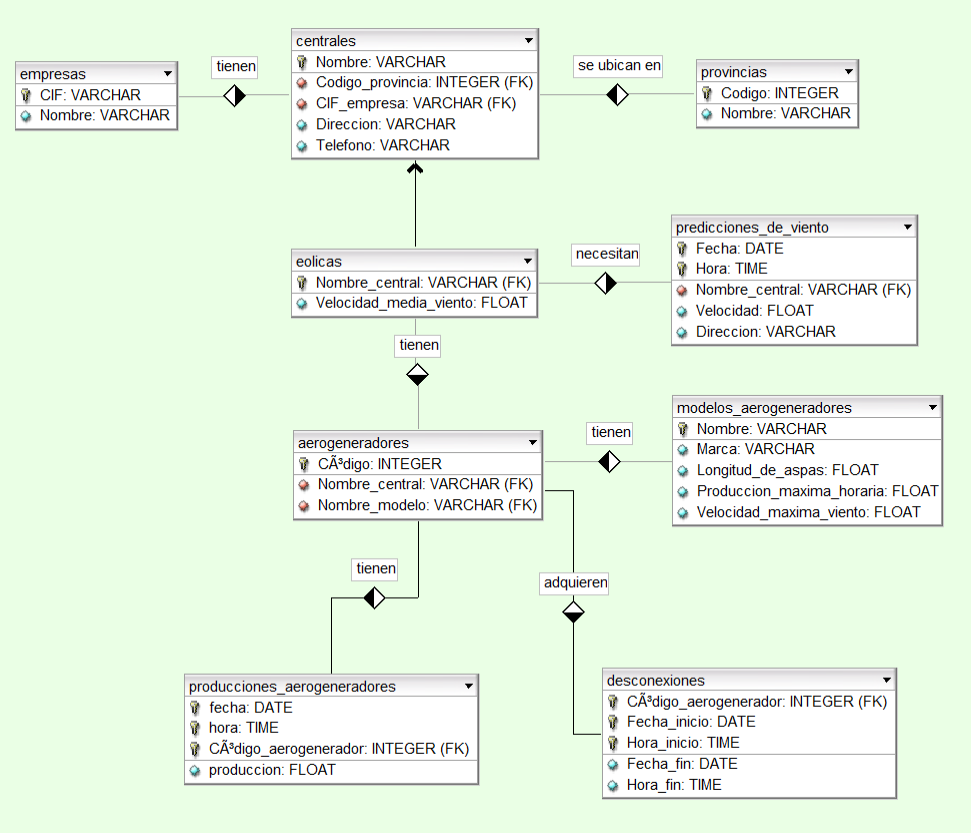 empresas
CIF: VARCHAR
Nombre: VARCHAR
tienen
centrales
Nombre: VARCHAR
Codigo_provincia: INTEGER (FK)
CIF_empresa: VARCHAR (FK)
Direccion: VARCHAR
Telefono: VARCHAR
se ubican en
provincias
Codigo: INTEGER
Nombre: VARCHAR
eolicas
Nombre_central: VARCHAR (FK)
Velocidad_media_viento: FLOAT
necesitan
predicciones_de_viento
Fecha: DATE
Hora: TIME
Nombre_central: VARCHAR (FK)
Velocidad: FLOAT
Direccion: VARCHAR
tienen
aerogeneradores
CÃ³digo: INTEGER
Nombre_central: VARCHAR (FK)
Nombre_modelo: VARCHAR (FK)
tienen
modelos_aerogeneradores
Nombre: VARCHAR
Marca: VARCHAR
Longitud_de_aspas: FLOAT
Produccion_maxima_horaria: FLOAT
Velocidad_maxima_viento: FLOAT
tienen
adquieren
producciones_aerogeneradores
fecha: DATE
hora: TIME
CÃ³digo_aerogenerador: INTEGER (FK)
produccion: FLOAT
desconexiones
CÃ³digo_aerogenerador: INTEGER (FK)
Fecha_inicio: DATE
Hora_inicio: TIME
Fecha_fin: DATE
Hora_fin: TIME